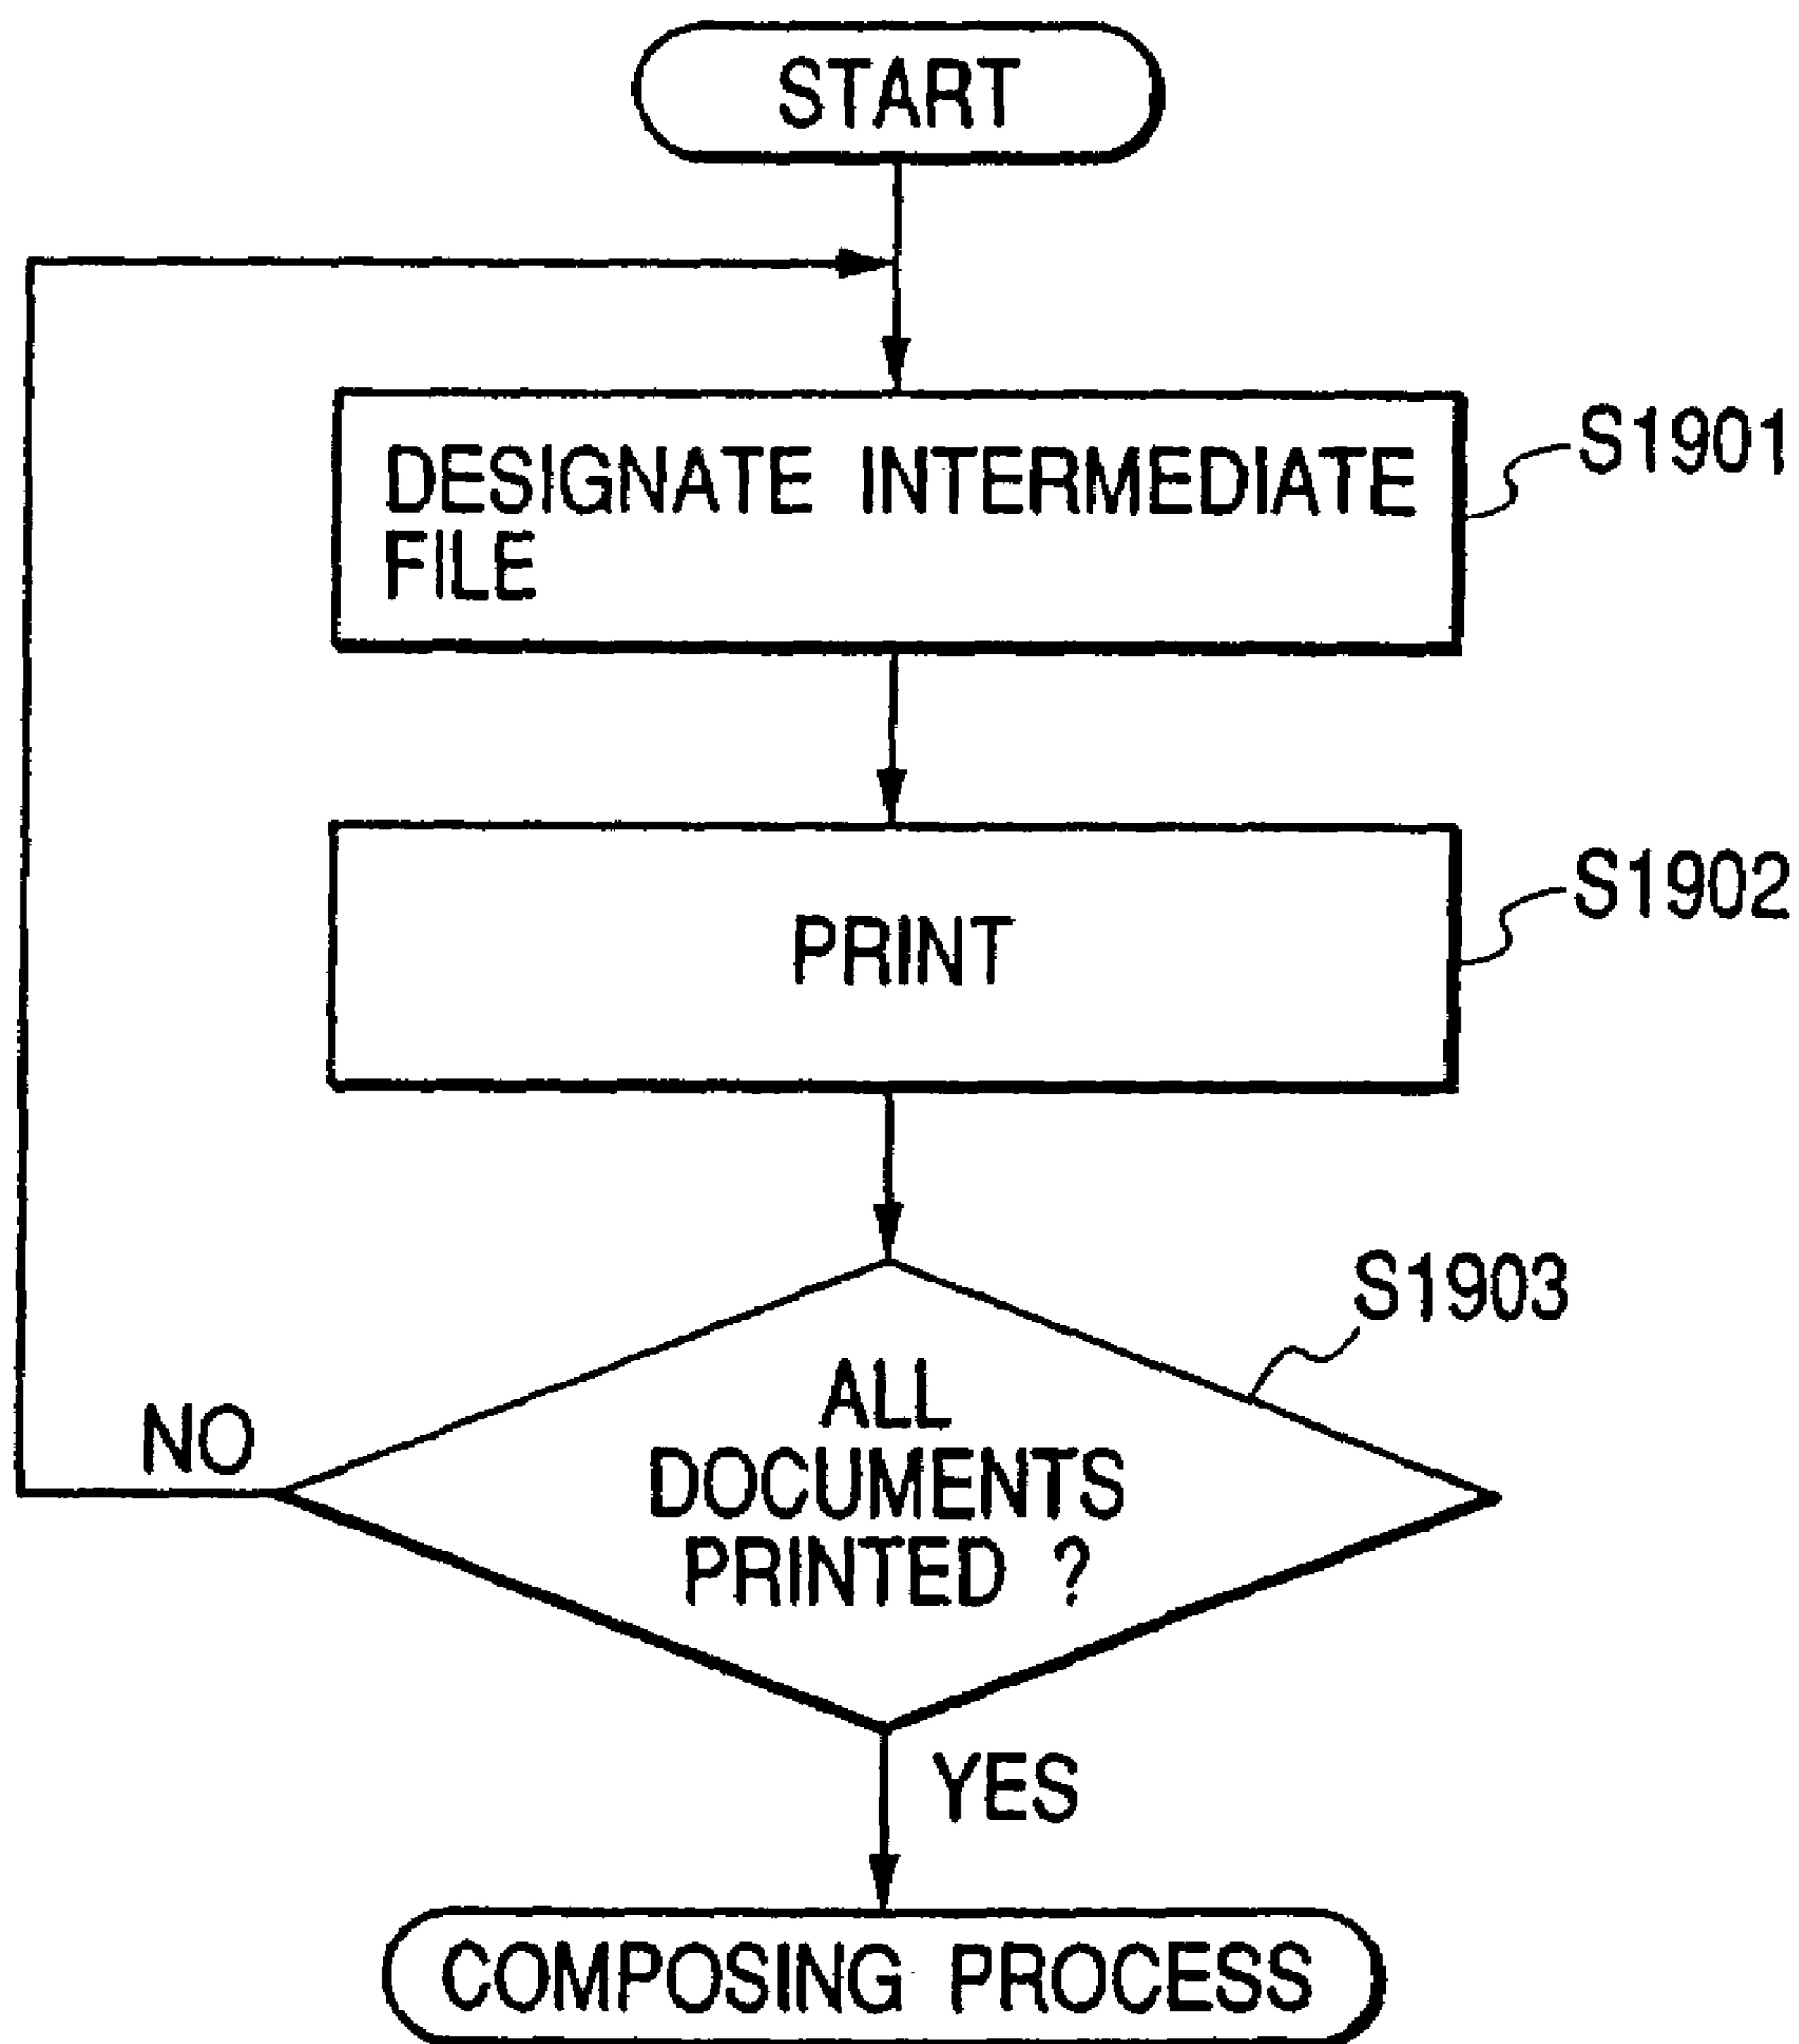 START
DESIGNATE INTERMEDIATE
FILE
S1901
PRINT
S1902
S1903
ALL
DOCUMENTS
PRINTED ?
NO
YES
COMPOSING PROCESS